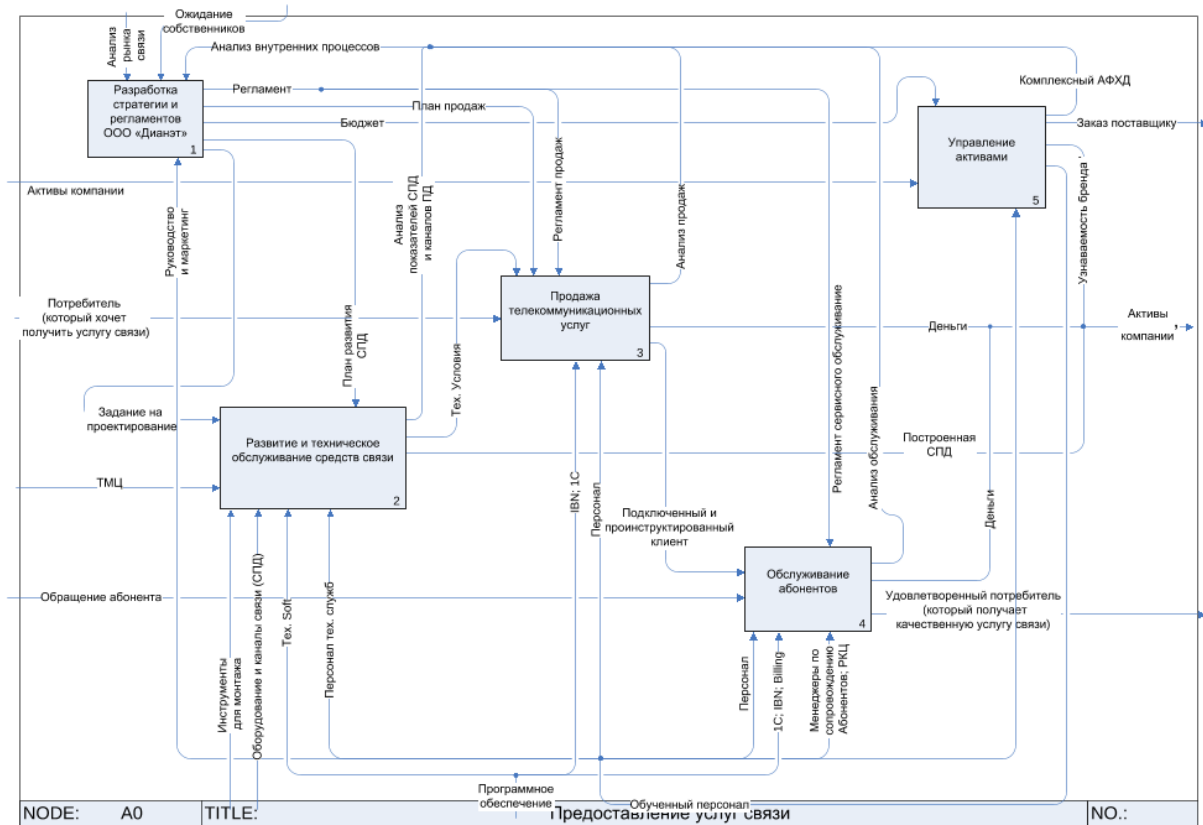 Ожидание
собственников
Анализ
рынка
связи
Анализ внутренних процессов
Комплексный АФХД
Разработка
стратегии и
регламентов
ООО «Дианэт»
1
Регламент
План продаж
Бюджет
Заказ поставщику
Управление
активами
5
Активы компании
Руководство
и маркетинг
Анализ
показателей СПД
и каналов ПД
Регламент продаж
Анализ продаж
Узнаваемость бренда
Потребитель
(который хочет
получить услугу связи)
Продажа
телекоммуникационных
услуг
3
Деньги
Активы
компании
План развития
СПД
Тех. Условия
Регламент сервисного обслуживание
Анализ обслуживания
Задание на
проектирование
Развитие и техническое
обслуживание средств связи
2
Построенная
СПД
ТМЦ
IBN; 1C
Персонал
Деньги
Подключенный и
проинструктированный
клиент
Обслуживание
абонентов
4
Обращение абонента
Удовлетворенный потребитель
(который получает
качественную услугу связи)
Инструменты
для монтажа
Оборудование и каналы связи (СПД)
Тех. Soft
Персонал тех. служб
Персонал
1C; IBN; Billing
Менеджеры по
сопровождению
Абонентов; РКЦ
Программное
обеспечение
Обученный персонал
NODE: A0 TITLE: Предоставление услуг связи NO.: